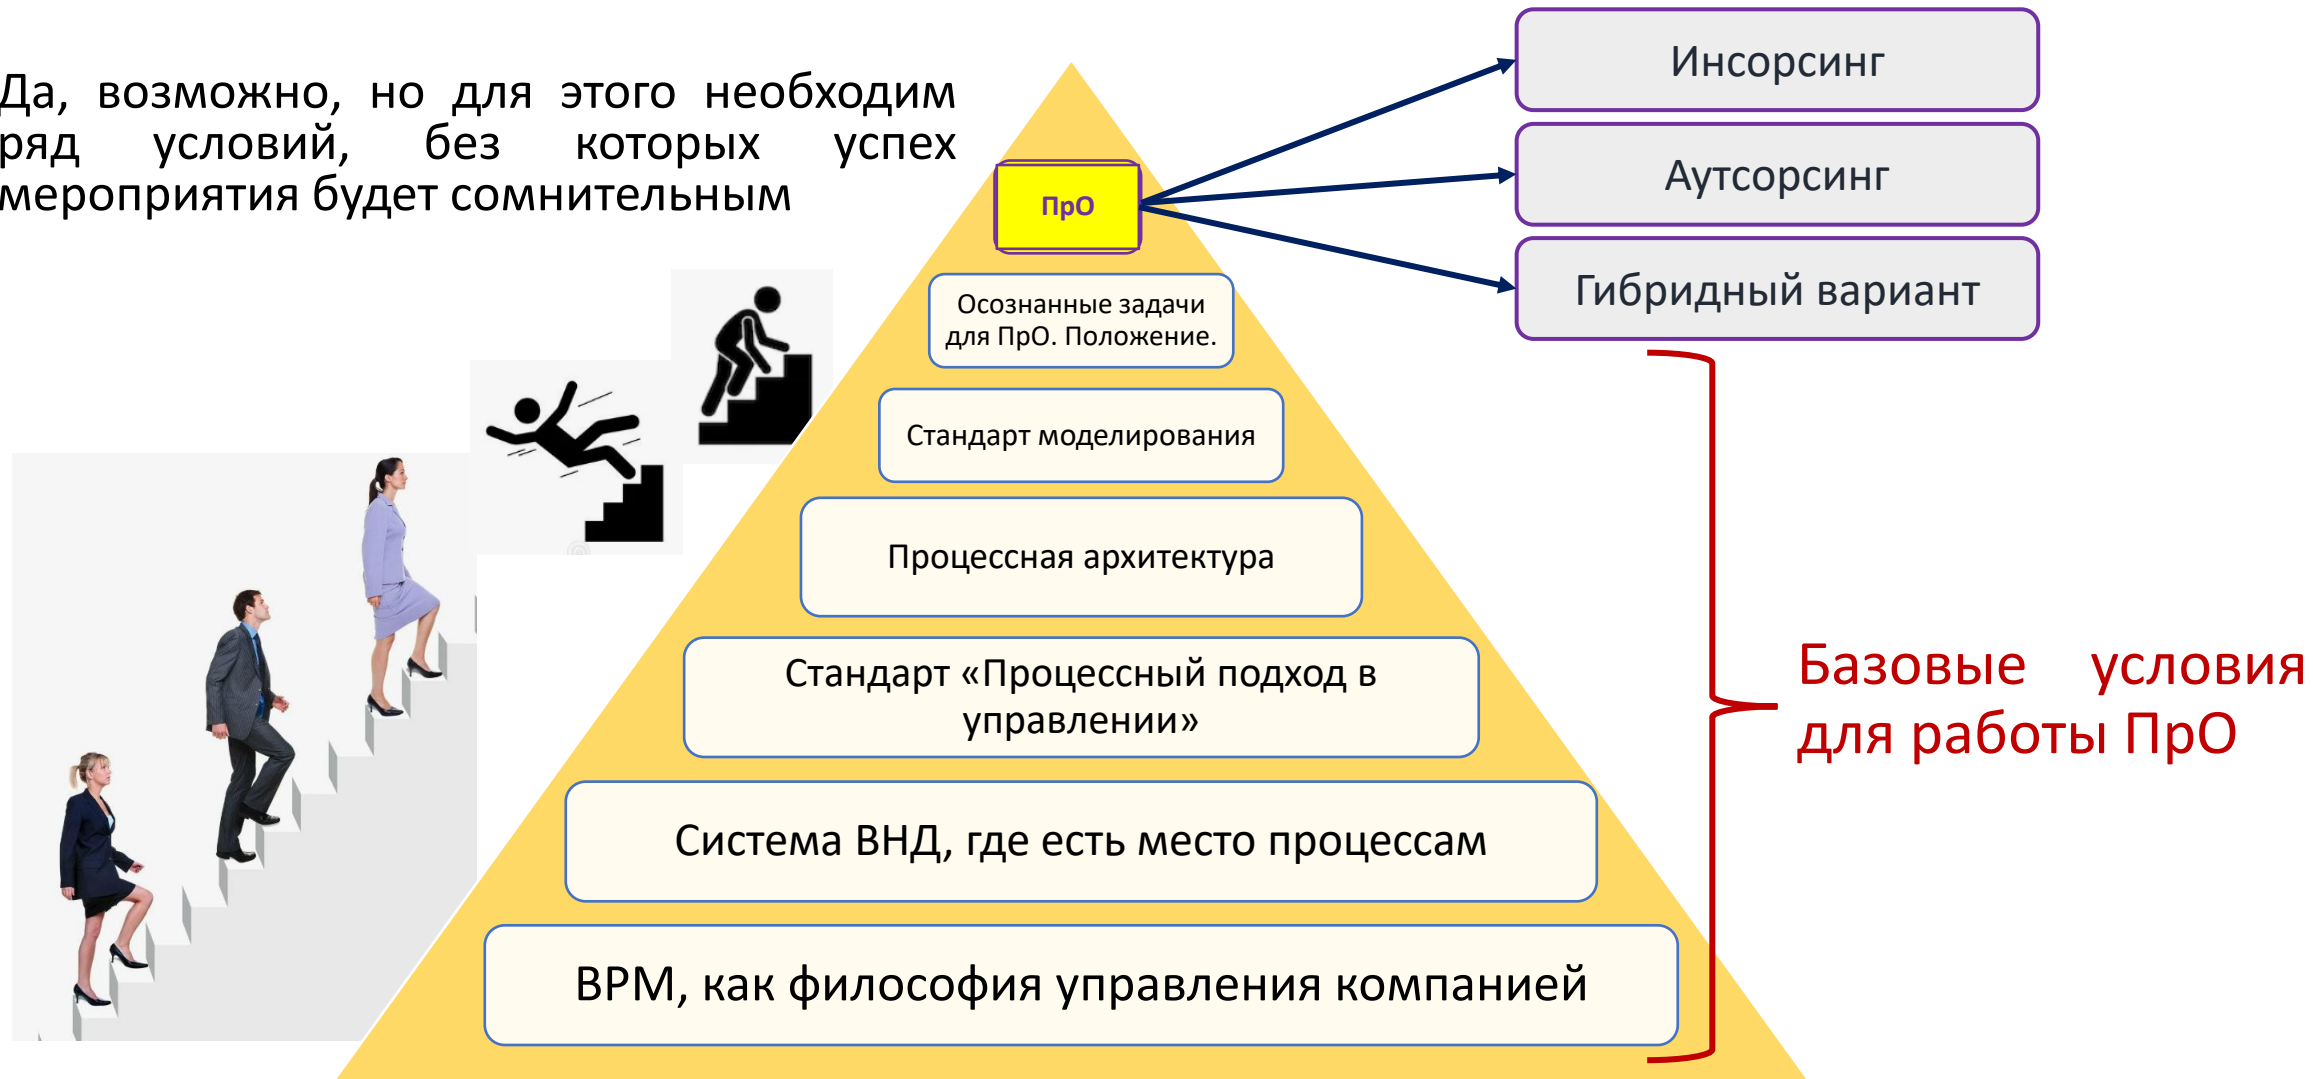 Да, возможно, но для этого необходим
ряд условий, без которых успех
мероприятия будет сомнительным
Инсорсинг
Аутсорсинг
Гибридный вариант
ПрО
Осознанные задачи
для ПрО. Положение.
Стандарт моделирования
Процессная архитектура
Стандарт «Процессный подход в
управлении»
Система ВНД, где есть место процессам
BPM, как философия управления компанией
Базовые условия
для работы ПрО